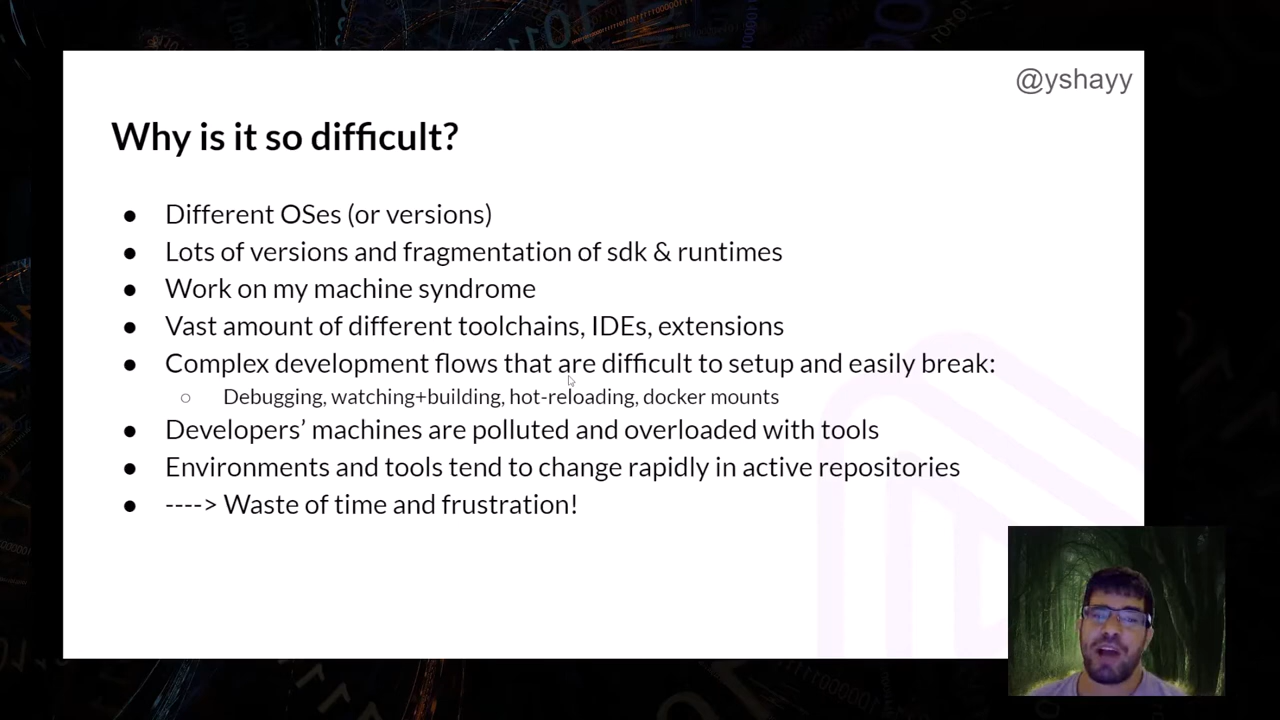 @yshayy
Why is it so difficult?
● Different OSes (or versions)
● Lots of versions and fragmentation of sdk & runtimes
● Work on my machine syndrome
● Vast amount of different toolchains, IDEs, extensions
● Complex development flows that are difficult to setup and easily break:
○ Debugging, watching+building, hot-reloading, docker mounts
● Developers’ machines are polluted and overloaded with tools
● Environments and tools tend to change rapidly in active repositories
● ----> Waste of time and frustration!